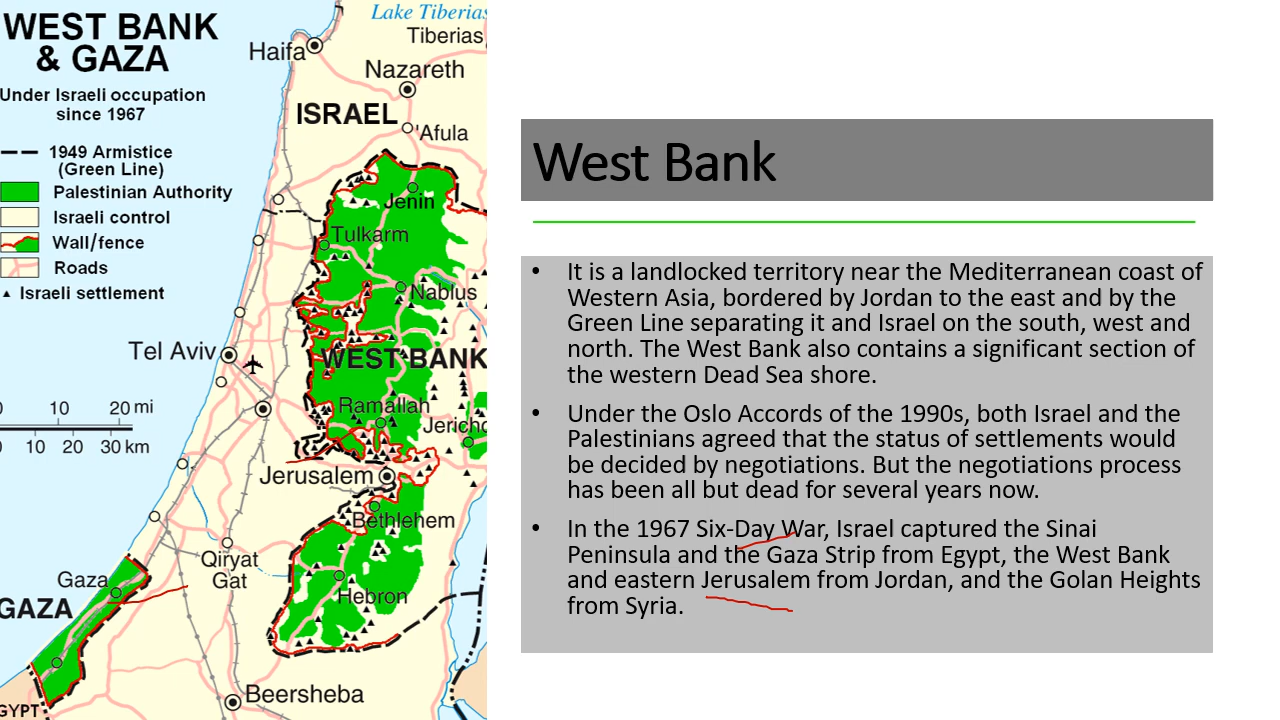 WEST BANK
& GAZA
Under Israeli occupation
since 1967
1949 Armistice
(Green Line)
Palestinian Authority
Israeli control
Wall/fence
Roads
Israeli settlement
0 10 20 mi
0 10 20 30 km
Lake Tiberias
Tiberias
Haifa
Nazareth
ISRAEL
'Afula
Jenin
Tulkarm
Nablus
Tel Aviv
WEST BANK
Ramallah
Jericho
Jerusalem
Bethlehem
Qiryat
Gat
Gaza
GAZA
Hebron
Beersheba
GYPT
West Bank
• It is a landlocked territory near the Mediterranean coast of
Western Asia, bordered by Jordan to the east and by the
Green Line separating it and Israel on the south, west and
north. The West Bank also contains a significant section of
the western Dead Sea shore.
• Under the Oslo Accords of the 1990s, both Israel and the
Palestinians agreed that the status of settlements would
be decided by negotiations. But the negotiations process
has been all but dead for several years now.
• In the 1967 Six-Day War, Israel captured the Sinai
Peninsula and the Gaza Strip from Egypt, the West Bank
and eastern Jerusalem from Jordan, and the Golan Heights
from Syria.